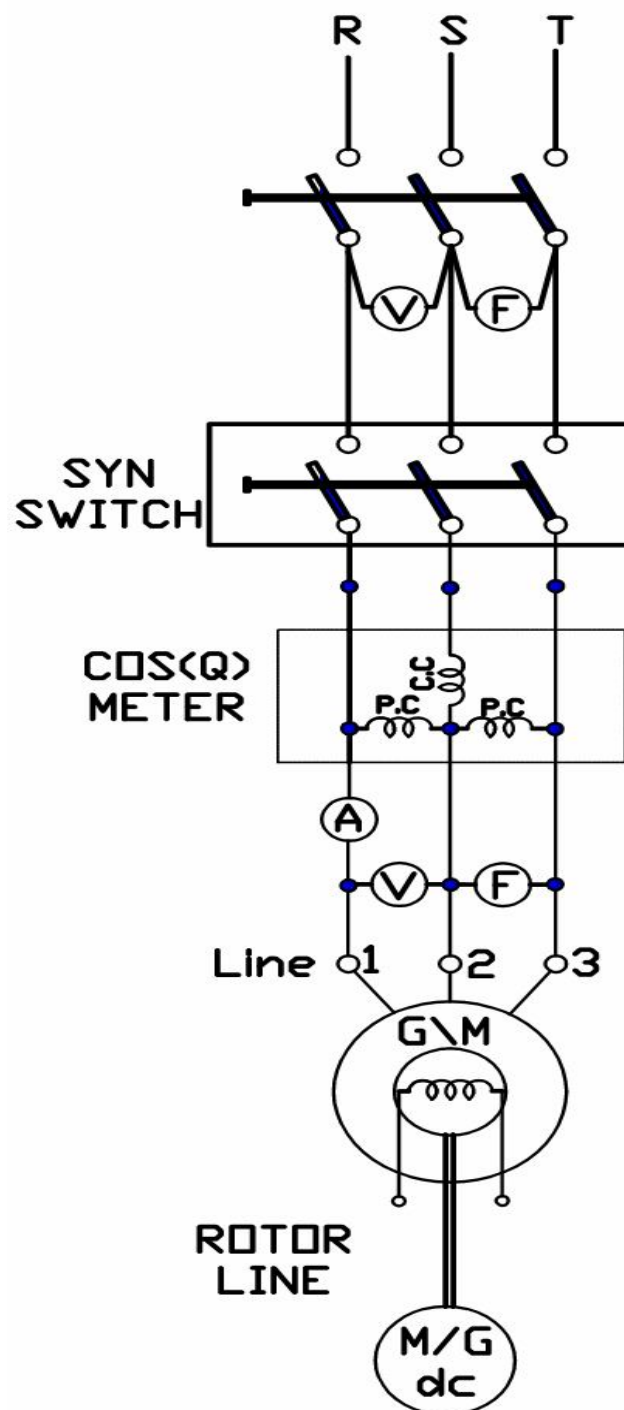 R S T
V F
SYN
SWITCH
COS(Q)
METER
C.C
P.C P.C
A
V F
Line 1 2 3
G\M
ROTOR
LINE
M/G
dc